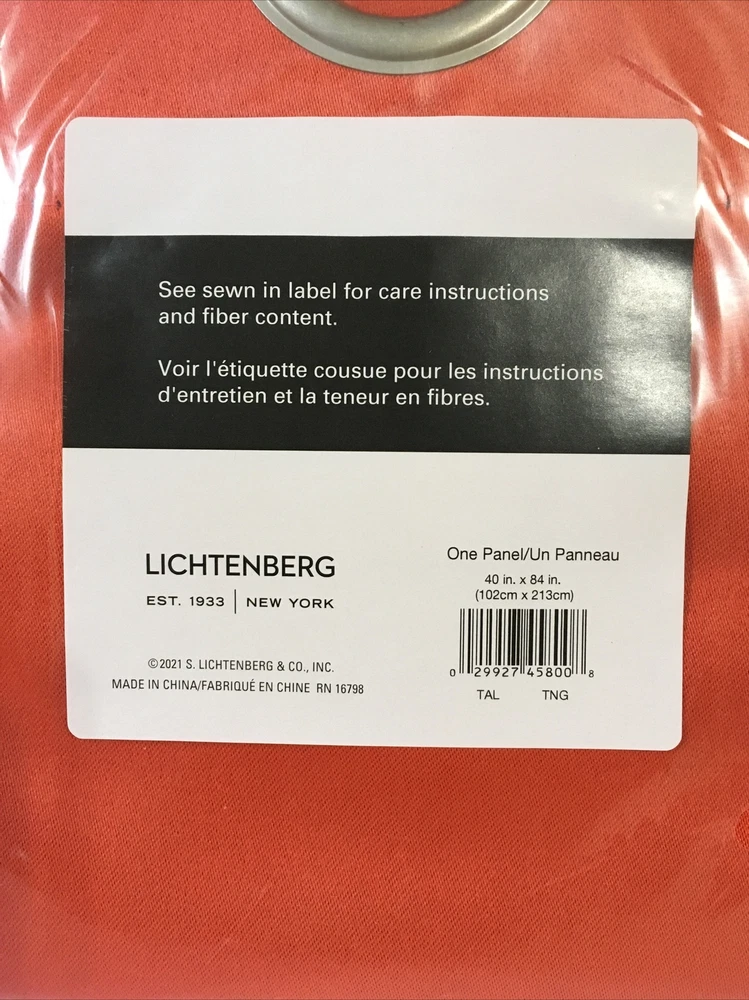 See sewn in label for care instructions
and fiber content.
Voir l'étiquette cousue pour les instructions
d'entretien et la teneur en fibres.
LICHTENBERG
EST. 1933 | NEW YORK
©2021 S. LICHTENBERG & CO., INC.
MADE IN CHINA/FABRIQUÉ EN CHINE RN 16798
One Panel/Un Panneau
40 in. x 84 in.
(102cm x 213cm)
0 29927 45800 8
TAL TNG